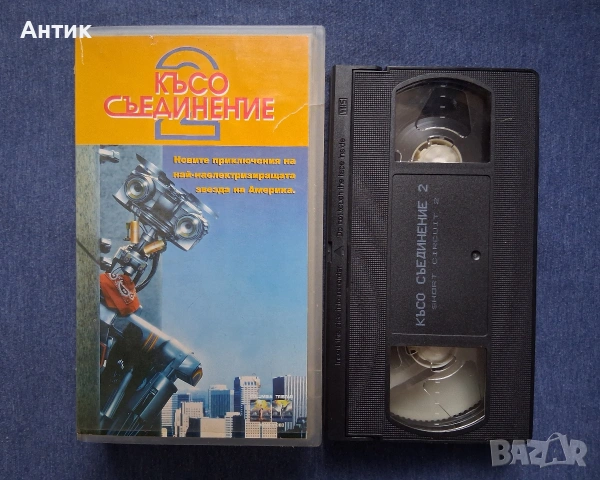 Антик
2
КЪСО
СЪЕДИНЕНИЕ
Новите приключения на
най-наелектризиращата
звезда на Америка.
VHS
КЪСО СЪЕДИНЕНИЕ 2
SHORT CIRCUIT 2
BAZAR